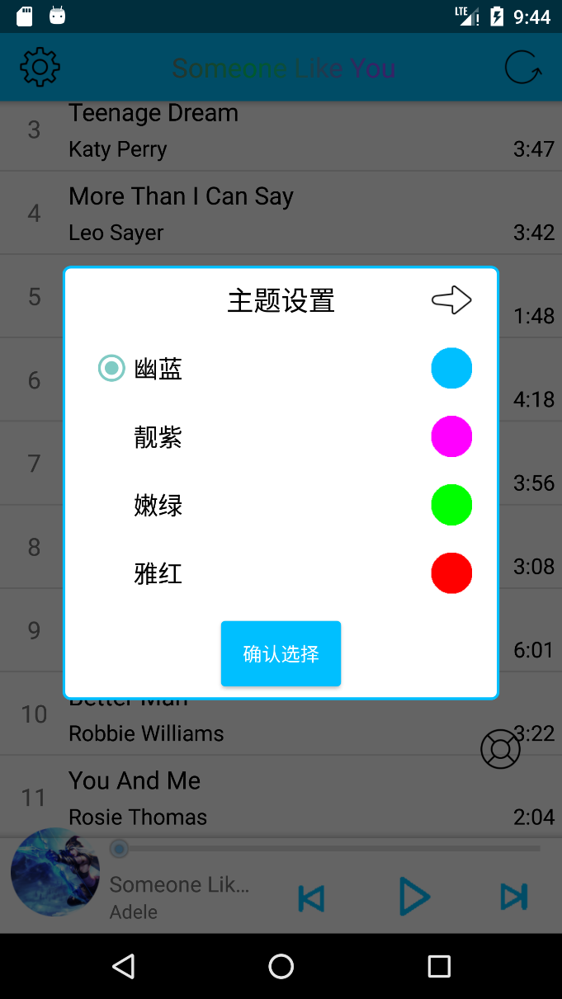 LTE 9:44
Someone Like You
3 Teenage Dream
Katy Perry 3:47
4 More Than I Can Say
Leo Sayer 3:42
主题设置
5 1:48
幽蓝
6 4:18
靓紫
7 3:56
嫩绿
8 3:08
雅红
9 6:01
确认选择
10 Better Man
Robbie Williams 3:22
11 You And Me
Rosie Thomas 2:04
Someone Lik...
Adele